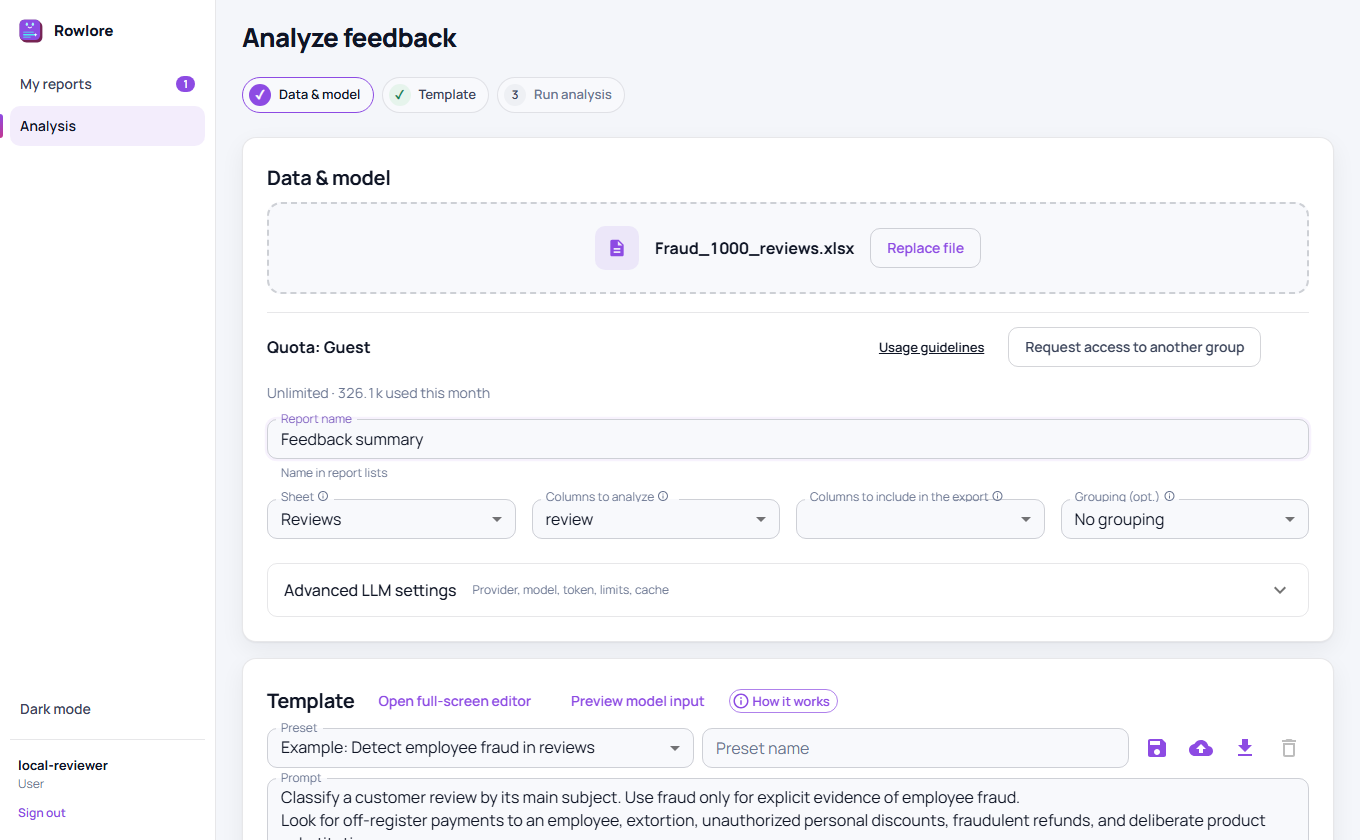 Rowlore
My reports
1
Analysis
Dark mode
local-reviewer
User
Sign out
Analyze feedback
Data & model
Template
3
Run analysis
Data & model
Fraud_1000_reviews.xlsx
Replace file
Quota: Guest
Usage guidelines
Request access to another group
Unlimited · 326.1k used this month
Report name
Feedback summary
Name in report lists
Sheet
Reviews
Columns to analyze
review
Columns to include in the export
Grouping (opt.)
No grouping
Advanced LLM settings
Provider, model, token, limits, cache
Template
Open full-screen editor
Preview model input
How it works
Preset
Example: Detect employee fraud in reviews
Preset name
Prompt
Classify a customer review by its main subject. Use fraud only for explicit evidence of employee fraud.
Look for off-register payments to an employee, extortion, unauthorized personal discounts, fraudulent refunds, and deliberate product